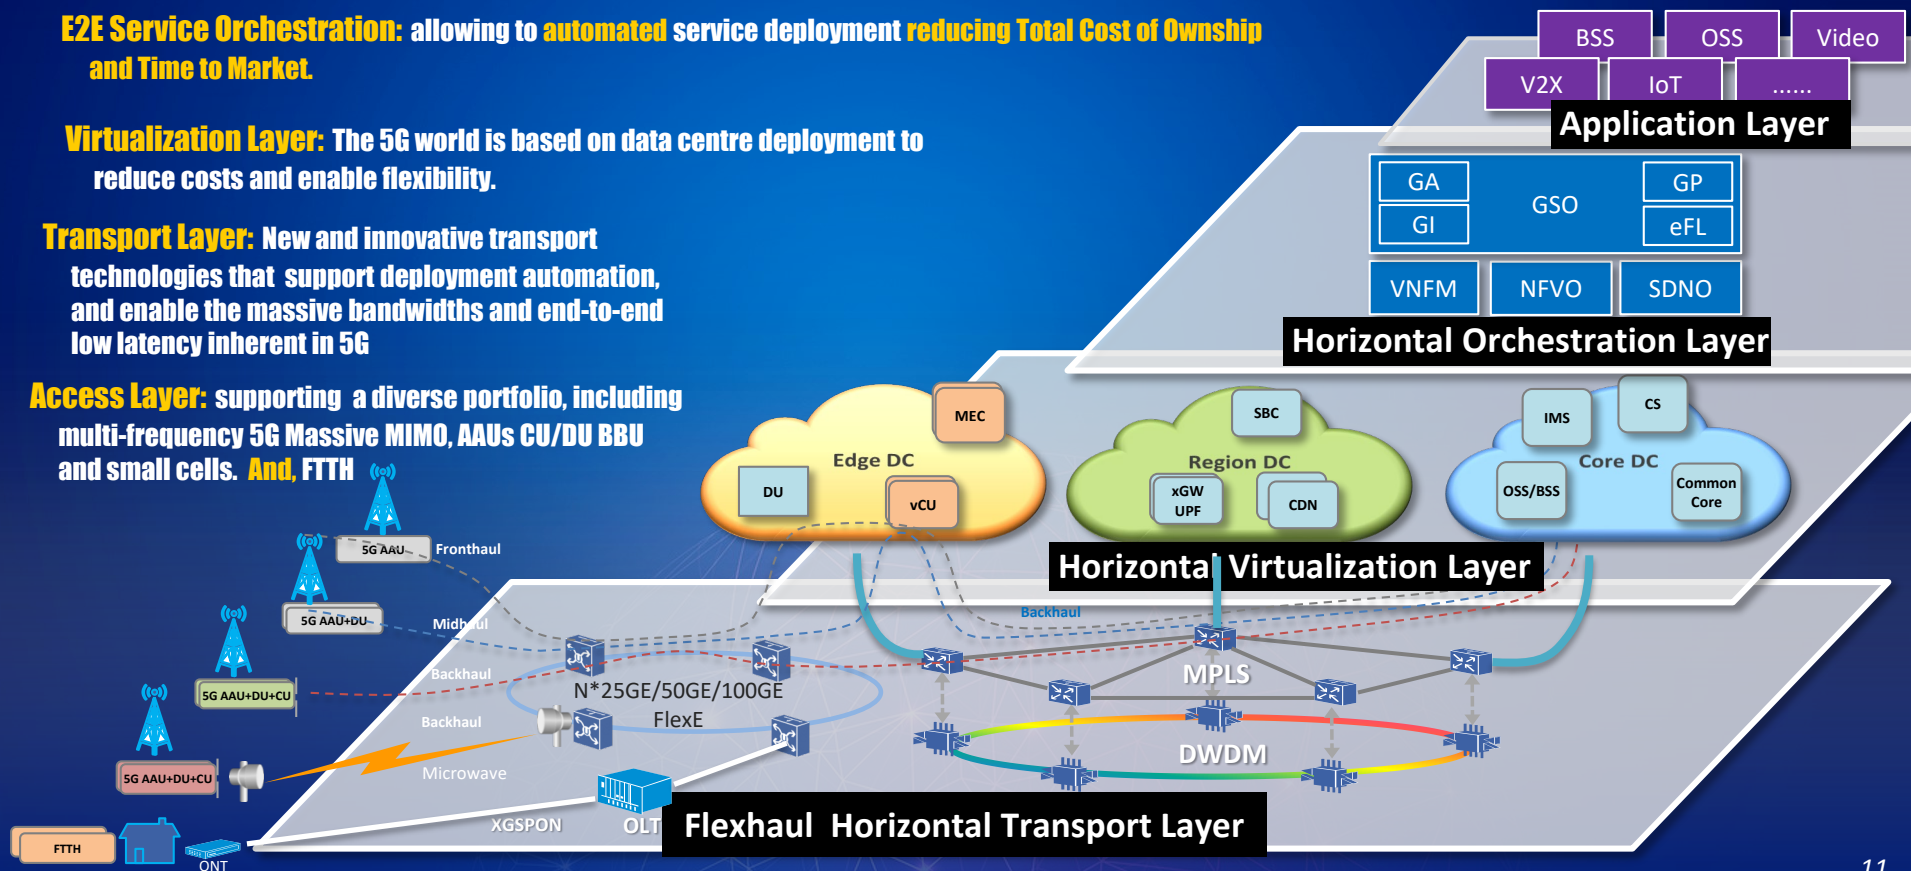 E2E Service Orchestration: allowing to automated service deployment reducing Total Cost of Ownship
and Time to Market.
Virtualization Layer: The 5G world is based on data centre deployment to
reduce costs and enable flexibility.
Transport Layer: New and innovative transport
technologies that support deployment automation,
and enable the massive bandwidths and end-to-end
low latency inherent in 5G
Access Layer: supporting a diverse portfolio, including
multi-frequency 5G Massive MIMO, AAUs CU/DU BBU
and small cells. And, FTTH
BSS
OSS
Video
V2X
IoT
......
Application Layer
GA
GI
GSO
GP
eFL
VNFM
NFVO
SDNO
Horizontal Orchestration Layer
MEC
Edge DC
DU
vCU
SBC
Region DC
xGW
UPF
CDN
IMS
CS
Core DC
OSS/BSS
Common
Core
Horizontal Virtualization Layer
5G AAU
Fronthaul
5G AAU+DU
Midhaul
Backhaul
5G AAU+DU+CU
Backhaul
Backhaul
5G AAU+DU+CU
Microwave
N*25GE/50GE/100GE
FlexE
MPLS
DWDM
FTTH
ONT
XGSPON
OLT
Flexhaul Horizontal Transport Layer
11